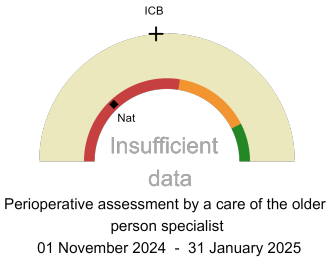 ICB
Nat
Insufficient
data
Perioperative assessment by a care of the older
person specialist
01 November 2024 - 31 January 2025